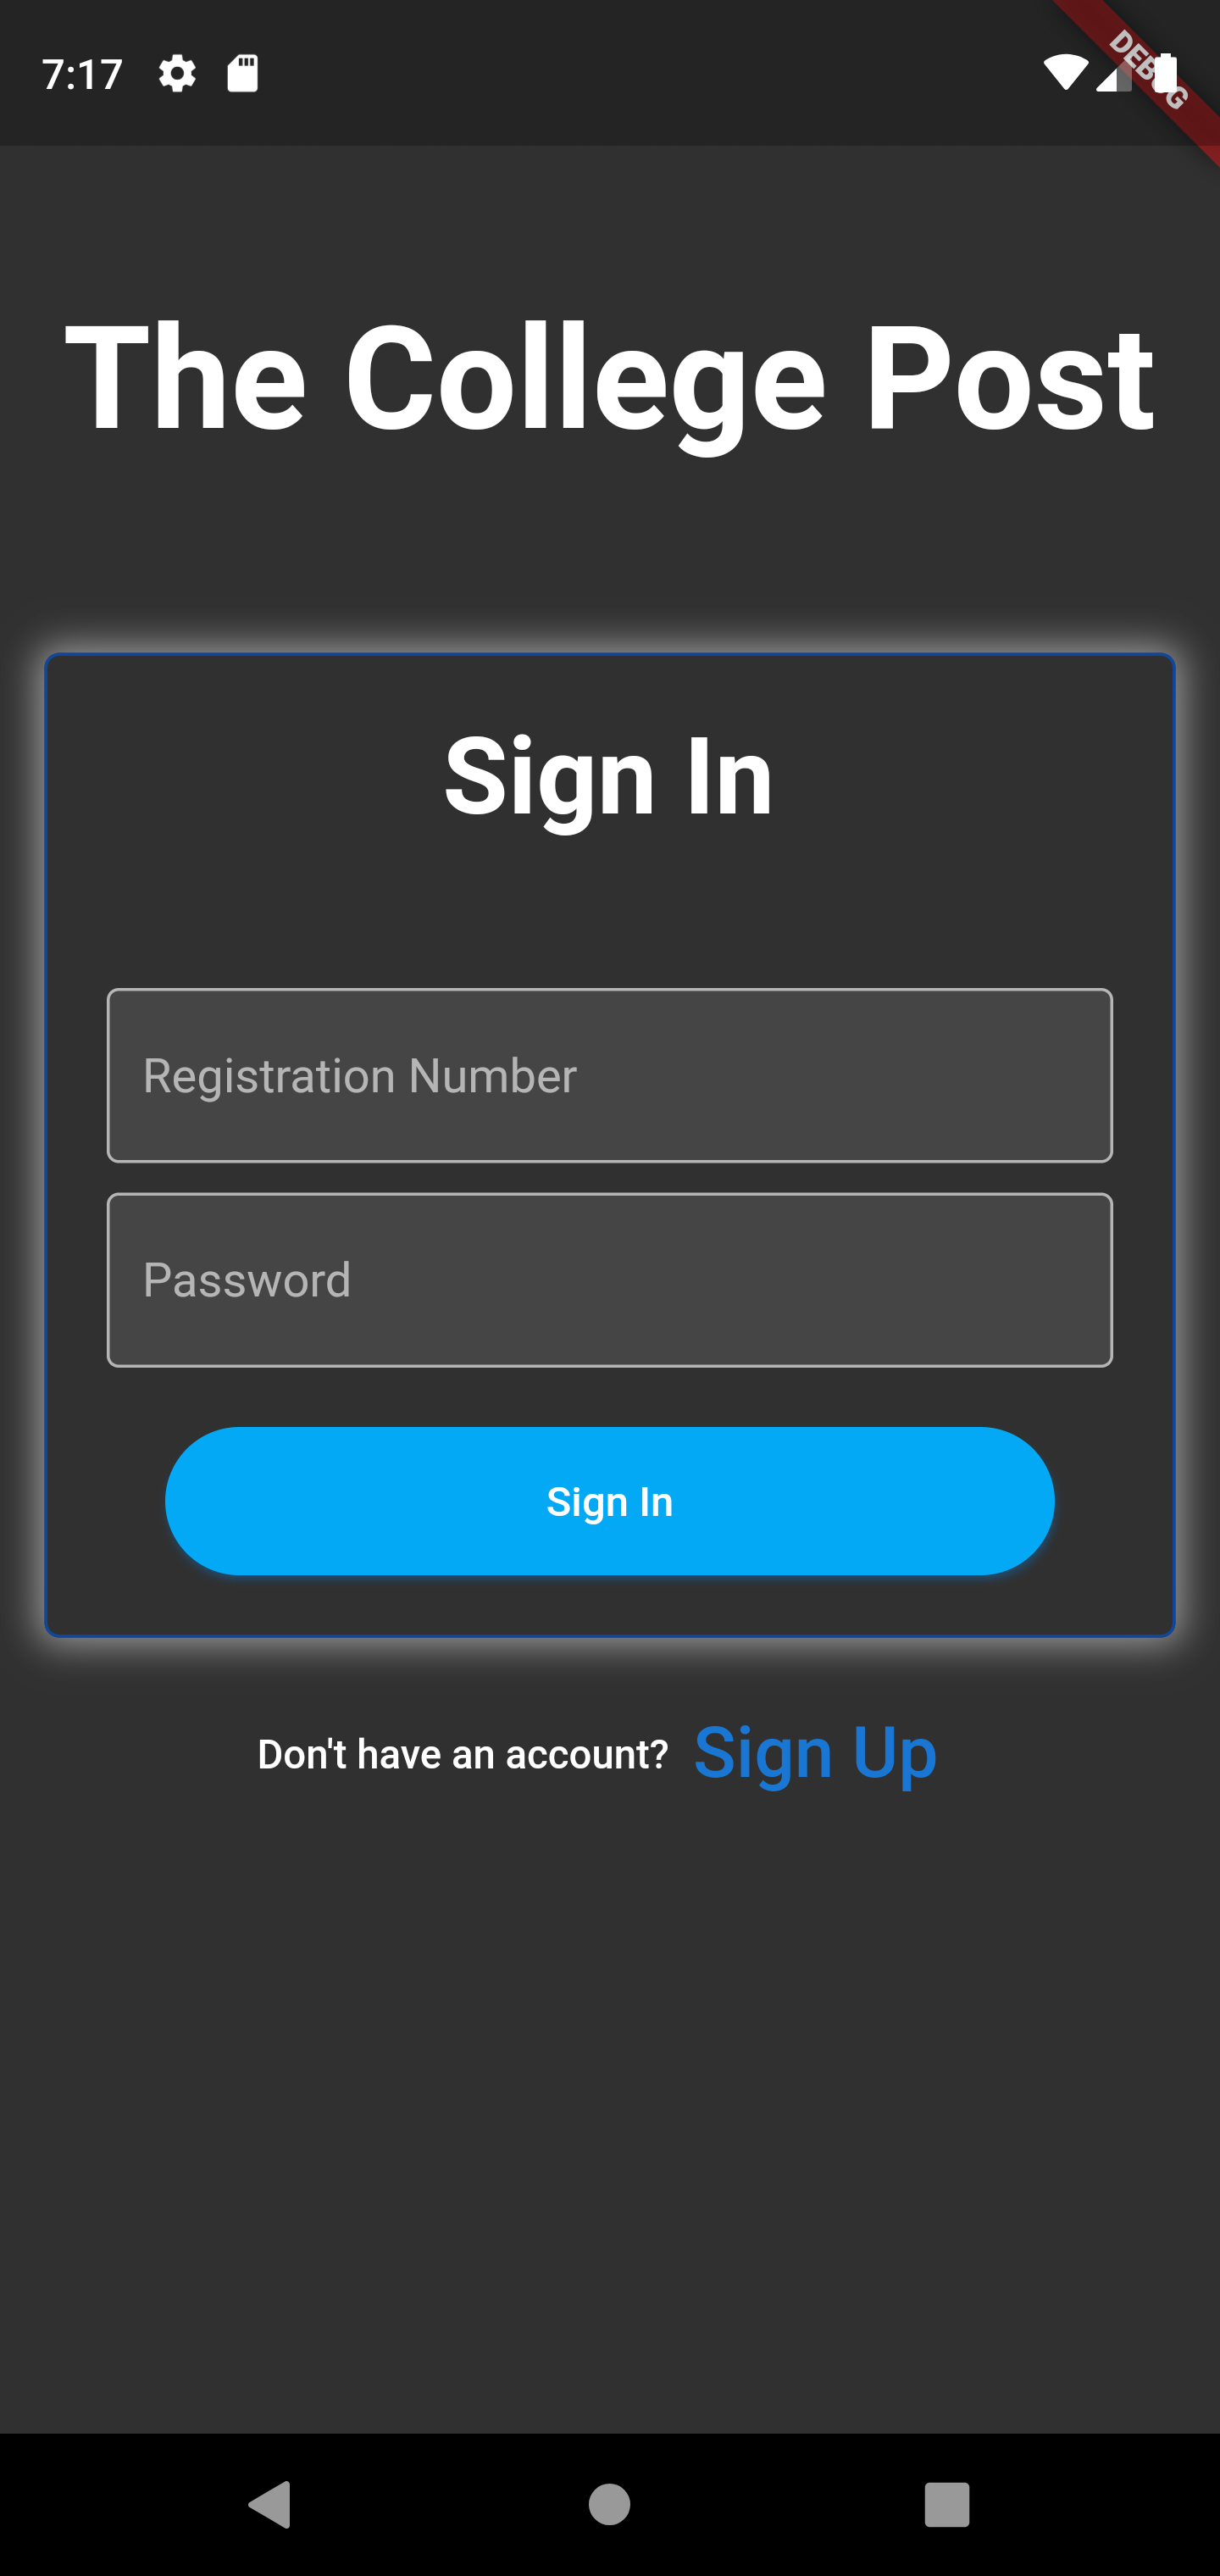 7:17
DEBUG
The College Post
Sign In
Registration Number
Password
Sign In
Don't have an account? Sign Up